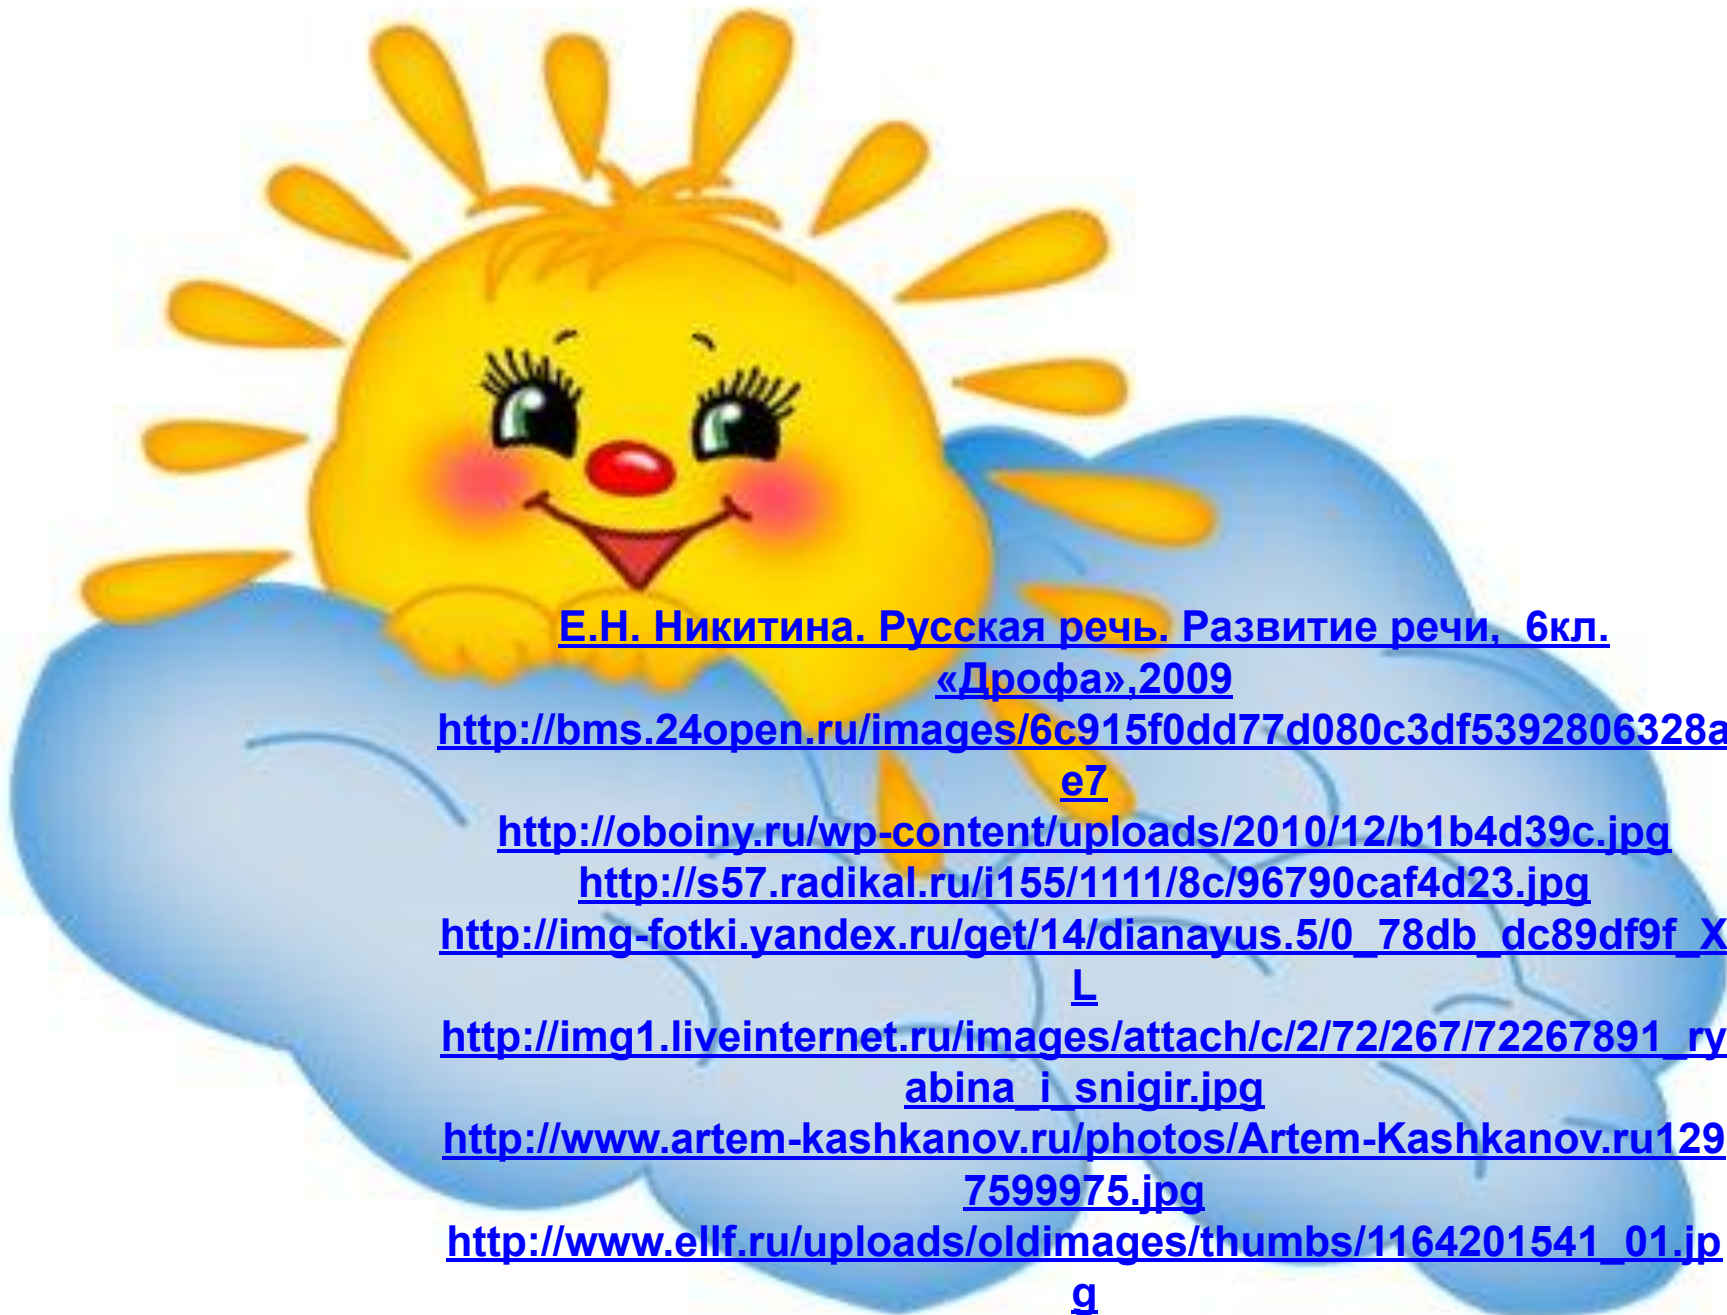 Е.Н. Никитина. Русская речь. Развитие речи,  6кл.
«Дрофа»,2009
http://bms.24open.ru/images/6c915f0dd77d080c3df5392806328a
e7
http://oboiny.ru/wp-content/uploads/2010/12/b1b4d39c.jpg
http://s57.radikal.ru/i155/1111/8c/96790caf4d23.jpg
http://img-fotki.yandex.ru/get/14/dianayus.5/0_78db_dc89df9f_X
L
http://img1.liveinternet.ru/images/attach/c/2/72/267/72267891_ry
abina_i_snigir.jpg
http://www.artem-kashkanov.ru/photos/Artem-Kashkanov.ru129
7599975.jpg
http://www.ellf.ru/uploads/oldimages/thumbs/1164201541_01.jp
g